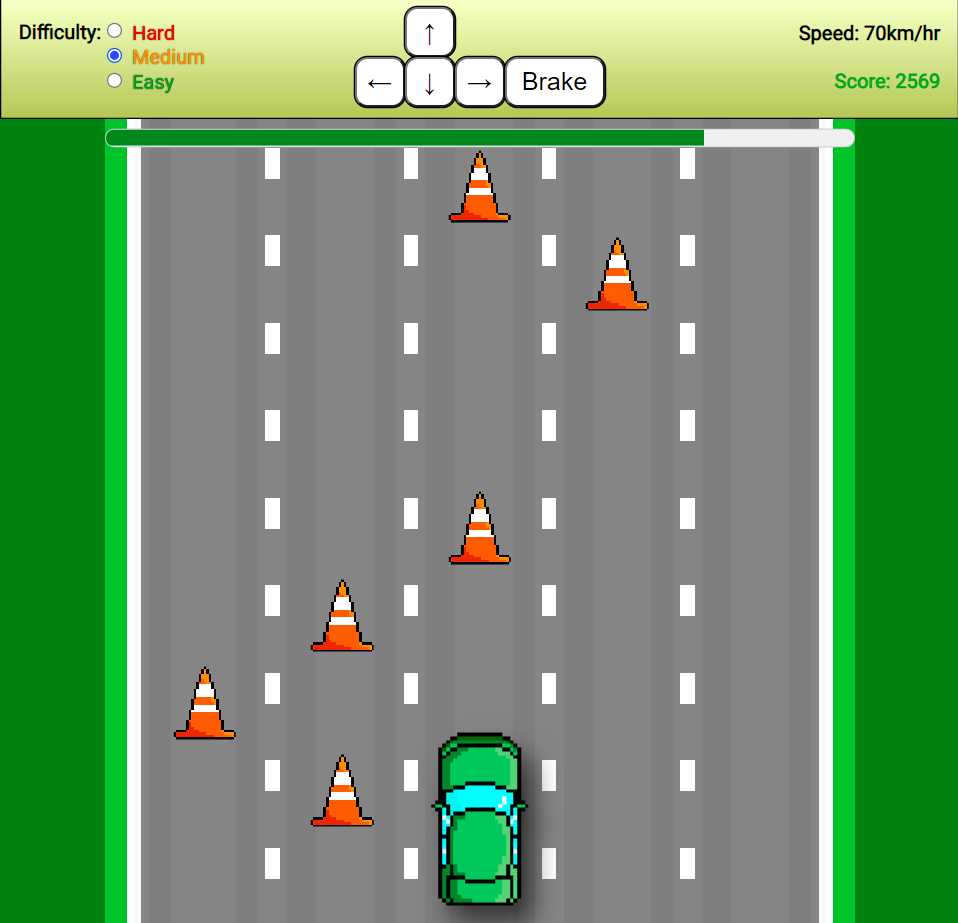 Difficulty:
Hard
Medium
Easy
↑
← ↓ → Brake
Speed: 70km/hr
Score: 2569